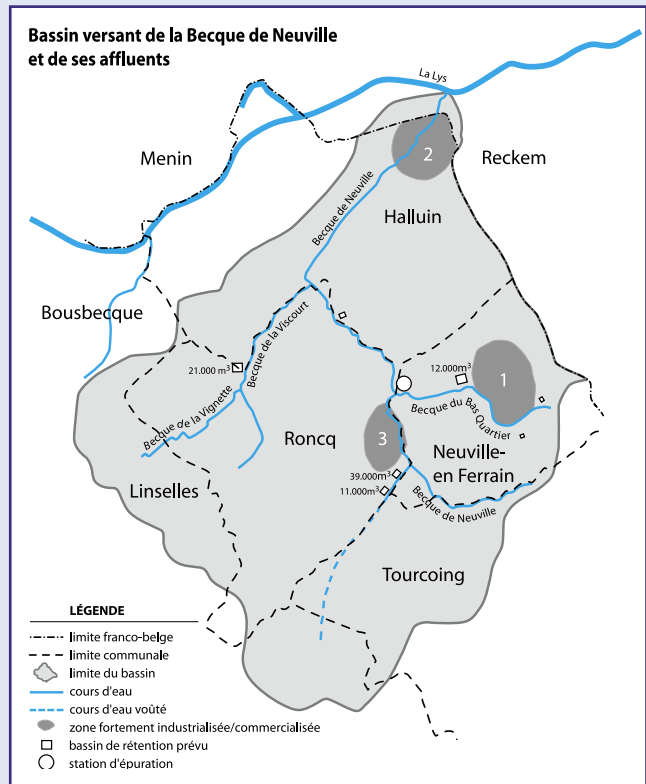 Bassin versant de la Becque de Neuville
et de ses affluents
La Lys
Menin
2
Reckem
Becque de Neuville
Halluin
Bousbecque
Becque de la Viscourt
21.000 m³
12.000m³
1
Becque de la Vignette
Becque du Bas Quartier
Roncq
3
Neuville-
en Ferrain
39.000m³
11.000m³
Linselles
Becque de Neuville
Tourcoing
LÉGENDE
limite franco-belge
limite communale
limite du bassin
cours d'eau
cours d'eau voûté
zone fortement industrialisée/commercialisée
bassin de rétention prévu
station d'épuration